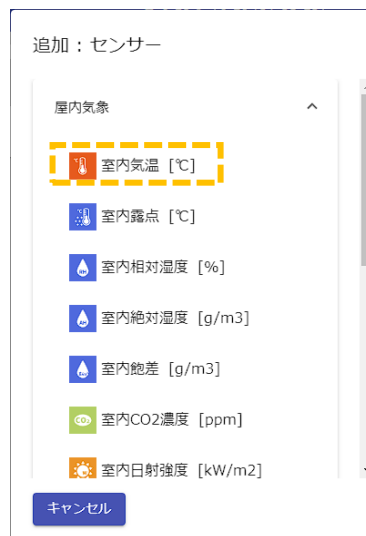 追加：センサー
屋内気象
室内気温 [℃]
室内露点 [℃]
室内相対湿度 [%]
室内絶対湿度 [g/m3]
室内飽差 [g/m3]
CO₂
室内CO2濃度 [ppm]
室内日射強度 [kW/m2]
キャンセル